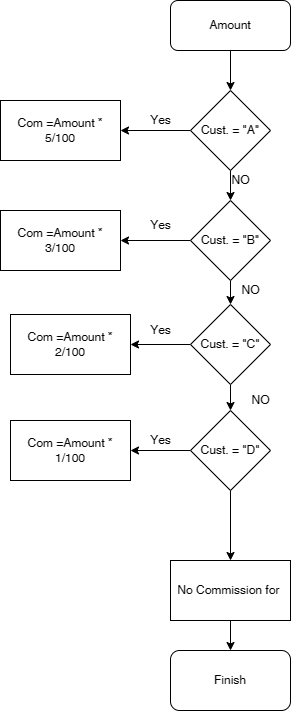 Amount
Cust. = "A"
Yes
Com =Amount *
5/100
NO
Cust. = "B"
Yes
Com =Amount *
3/100
NO
Cust. = "C"
Yes
Com =Amount *
2/100
NO
Cust. = "D"
Yes
Com =Amount *
1/100
No Commission for
Finish